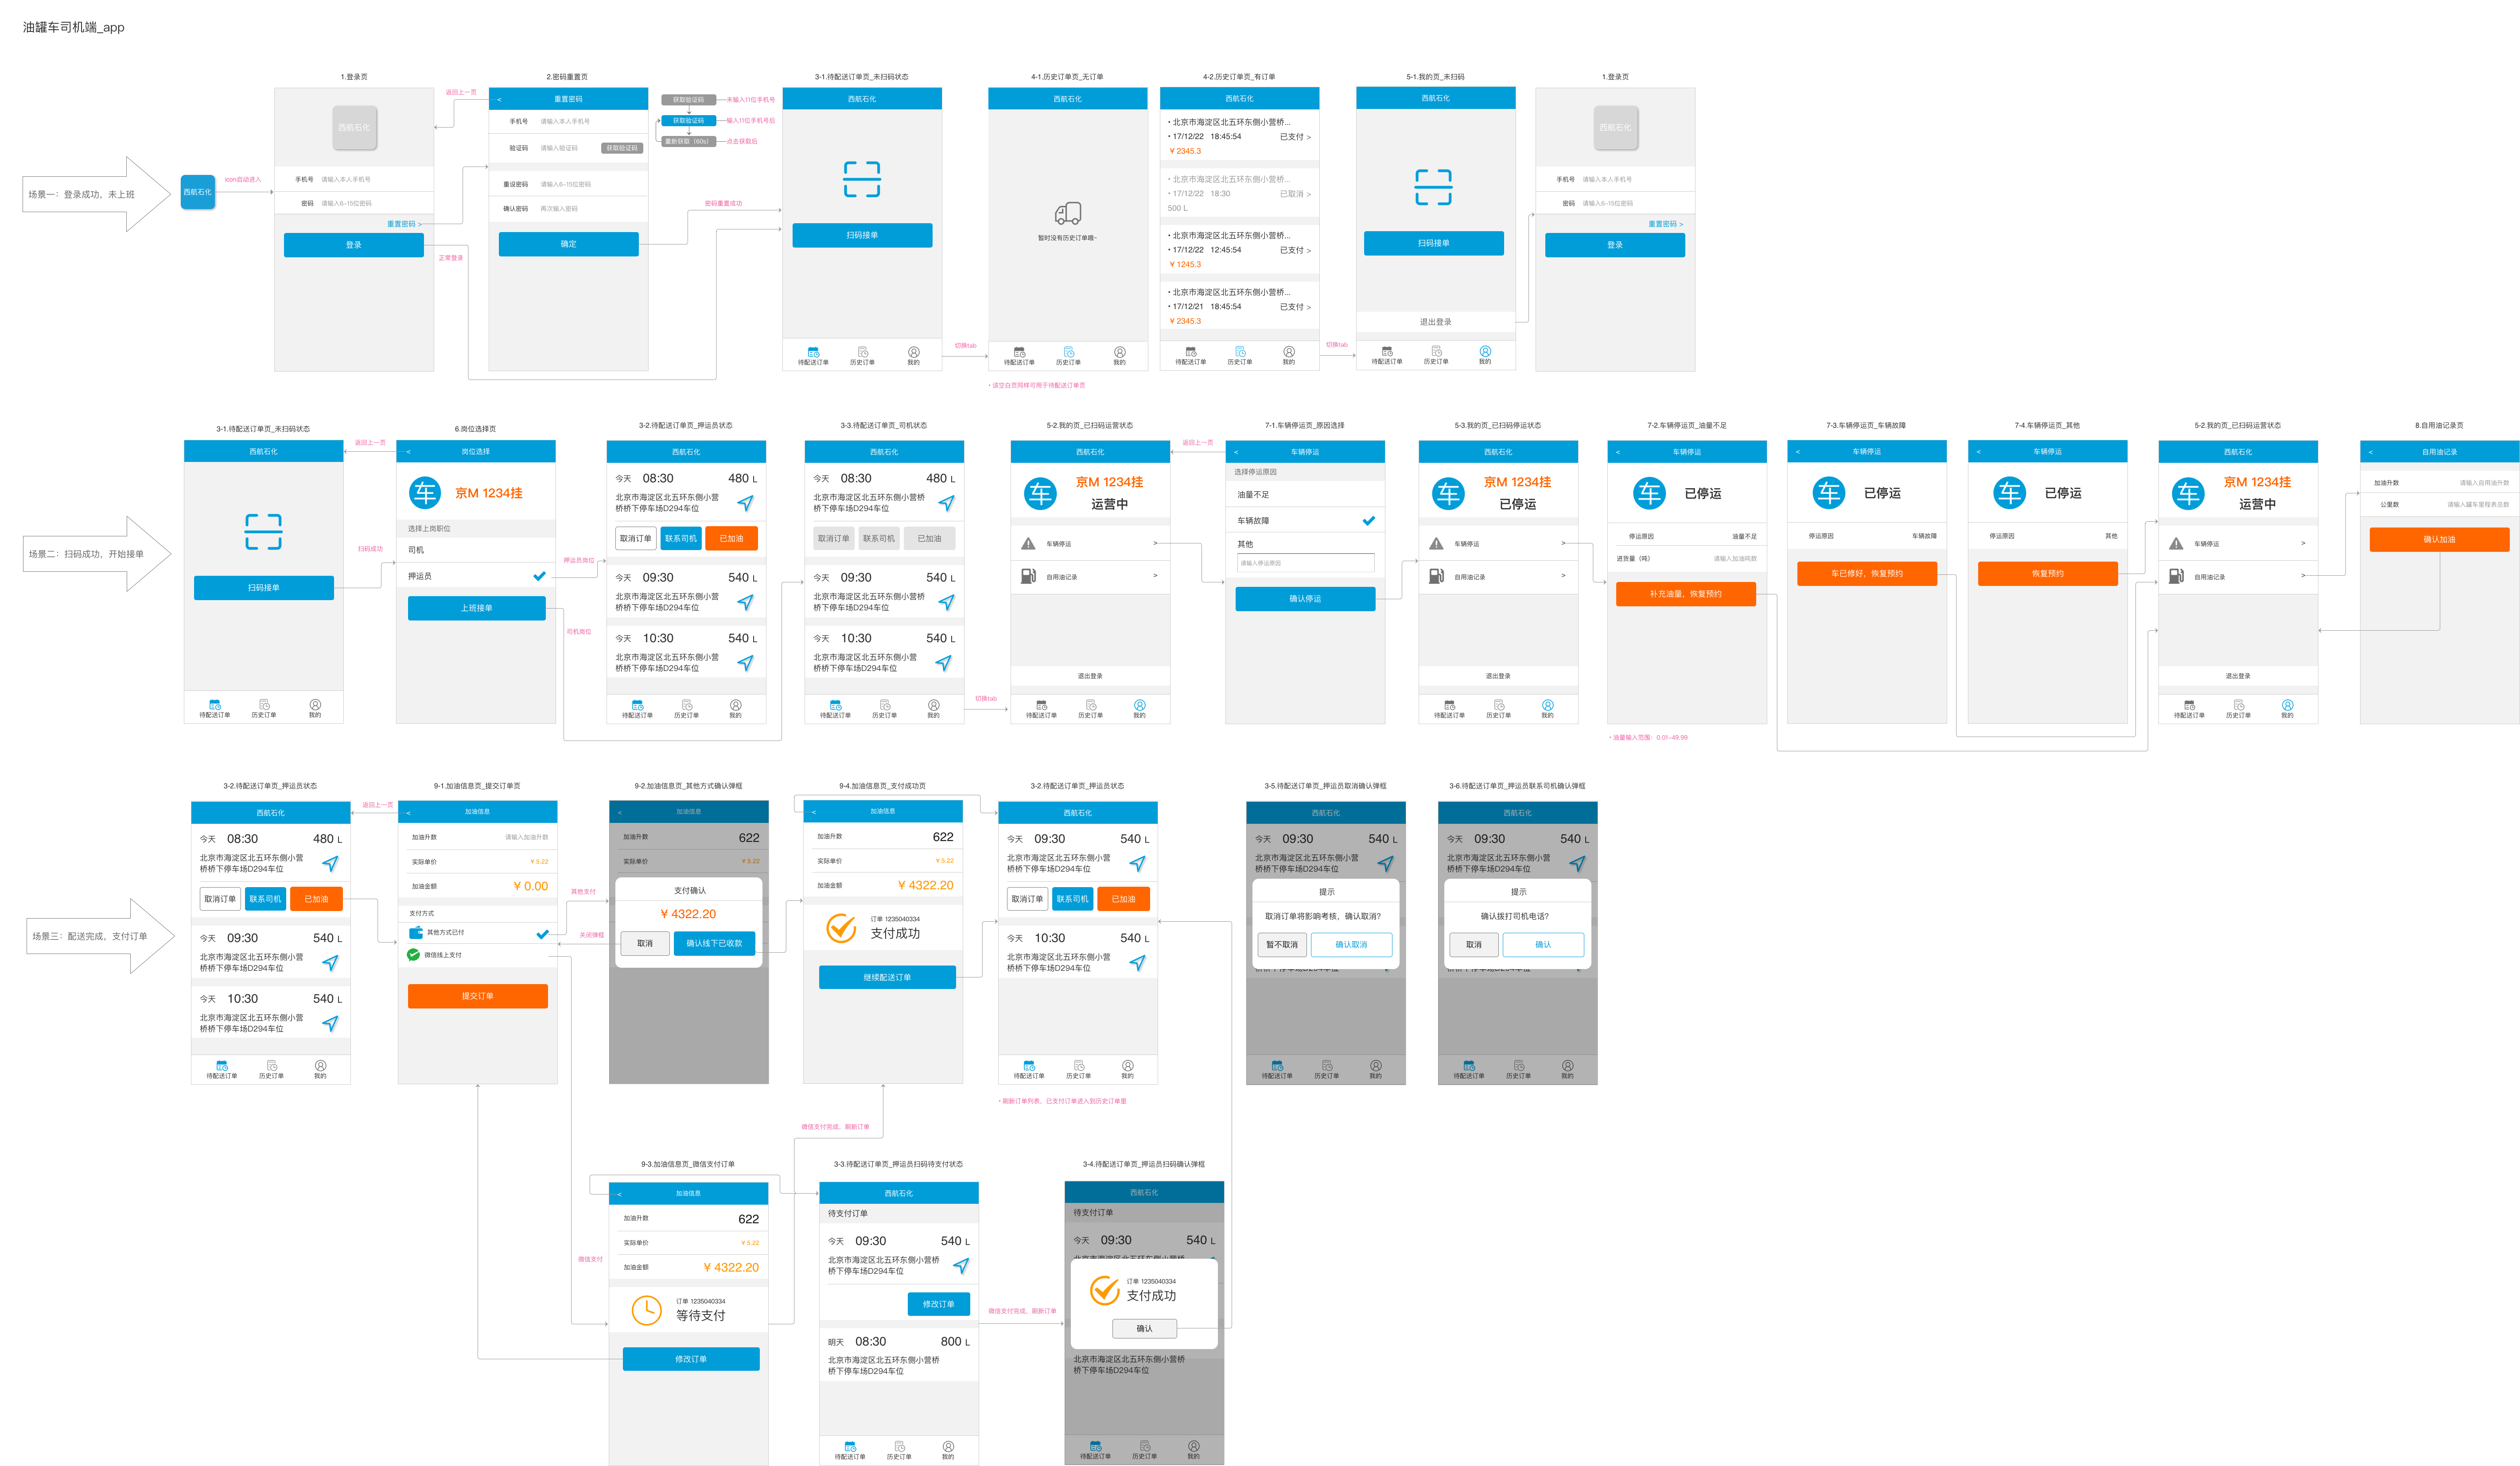 油罐车司机端_app
1.登录页
2.密码重置页
3-1.待配送订单页_未扫码状态
4-1.历史订单页_无订单
4-2.历史订单页_有订单
5-1.我的页_未扫码
1.登录页
场景一：登录成功，未上班
西航石化
icon启动进入
西航石化
手机号 请输入本人手机号
密码 请输入6-15位密码
重置密码 >
登录
返回上一页
正常登录
< 重置密码
手机号 请输入本人手机号
验证码 请输入验证码 获取验证码
重设密码 请输入6-15位密码
确认密码 再次输入密码
确定
获取验证码 未输入11位手机号
获取验证码 输入11位手机号后
重新获取（60s） 点击获取后
密码重置成功
西航石化
扫码接单
待配送订单 历史订单 我的
切换tab
西航石化
暂时没有历史订单哦~
待配送订单 历史订单 我的
• 该空白页同样可用于待配送订单页
西航石化
• 北京市海淀区北五环东侧小营桥...
• 17/12/22 18:45:54 已支付 >
¥ 2345.3
• 北京市海淀区北五环东侧小营桥...
• 17/12/22 18:30 已取消 >
500 L
• 北京市海淀区北五环东侧小营桥...
• 17/12/22 12:45:54 已支付 >
¥ 1245.3
• 北京市海淀区北五环东侧小营桥...
• 17/12/21 18:45:54 已支付 >
¥ 2345.3
待配送订单 历史订单 我的
切换tab
西航石化
扫码接单
退出登录
待配送订单 历史订单 我的
西航石化
手机号 请输入本人手机号
密码 请输入6-15位密码
重置密码 >
登录
场景二：扫码成功，开始接单
3-1.待配送订单页_未扫码状态
西航石化
扫码接单
待配送订单 历史订单 我的
返回上一页
扫码成功
6.岗位选择页
< 岗位选择
车 京M 1234挂
选择上岗职位
司机
押运员
上班接单
押运员岗位
司机岗位
3-2.待配送订单页_押运员状态
西航石化
今天 08:30 480 L
北京市海淀区北五环东侧小营
桥桥下停车场D294车位
取消订单 联系司机 已加油
今天 09:30 540 L
北京市海淀区北五环东侧小营
桥桥下停车场D294车位
今天 10:30 540 L
北京市海淀区北五环东侧小营
桥桥下停车场D294车位
待配送订单 历史订单 我的
3-3.待配送订单页_司机状态
西航石化
今天 08:30 480 L
北京市海淀区北五环东侧小营桥
桥下停车场D294车位
取消订单 联系司机 已加油
今天 09:30 540 L
北京市海淀区北五环东侧小营
桥桥下停车场D294车位
今天 10:30 540 L
北京市海淀区北五环东侧小营
桥桥下停车场D294车位
待配送订单 历史订单 我的
切换tab
5-2.我的页_已扫码运营状态
西航石化
车 京M 1234挂
运营中
车辆停运 >
自用油记录 >
退出登录
待配送订单 历史订单 我的
返回上一页
7-1.车辆停运页_原因选择
< 车辆停运
选择停运原因
油量不足
车辆故障
其他
请输入停运原因
确认停运
5-3.我的页_已扫码停运状态
西航石化
车 京M 1234挂
已停运
车辆停运 >
自用油记录 >
退出登录
待配送订单 历史订单 我的
7-2.车辆停运页_油量不足
< 车辆停运
车 已停运
停运原因 油量不足
进货量（吨） 请输入加油吨数
补充油量，恢复预约
• 油量输入范围：0.01-49.99
7-3.车辆停运页_车辆故障
< 车辆停运
车 已停运
停运原因 车辆故障
车已修好，恢复预约
7-4.车辆停运页_其他
< 车辆停运
车 已停运
停运原因 其他
恢复预约
5-2.我的页_已扫码运营状态
西航石化
车 京M 1234挂
运营中
车辆停运 >
自用油记录 >
退出登录
待配送订单 历史订单 我的
8.自用油记录页
< 自用油记录
加油升数 请输入自用油升数
公里数 请输入罐车里程表总数
确认加油
场景三：配送完成，支付订单
3-2.待配送订单页_押运员状态
西航石化
今天 08:30 480 L
北京市海淀区北五环东侧小营
桥桥下停车场D294车位
取消订单 联系司机 已加油
今天 09:30 540 L
北京市海淀区北五环东侧小营
桥桥下停车场D294车位
今天 10:30 540 L
北京市海淀区北五环东侧小营
桥桥下停车场D294车位
待配送订单 历史订单 我的
返回上一页
9-1.加油信息页_提交订单页
< 加油信息
加油升数 请输入加油升数
实际单价 ¥ 5.22
加油金额 ¥ 0.00
支付方式
其他方式已付
微信线上支付
提交订单
其他支付
关闭弹框
9-2.加油信息页_其他方式确认弹框
< 加油信息
加油升数 622
实际单价 ¥ 5.22
支付确认
¥ 4322.20
取消 确认线下已收款
9-4.加油信息页_支付成功页
< 加油信息
加油升数 622
实际单价 ¥ 5.22
加油金额 ¥ 4322.20
订单 1235040334
支付成功
继续配送订单
3-2.待配送订单页_押运员状态
西航石化
今天 09:30 540 L
北京市海淀区北五环东侧小营
桥桥下停车场D294车位
取消订单 联系司机 已加油
今天 10:30 540 L
北京市海淀区北五环东侧小营
桥桥下停车场D294车位
待配送订单 历史订单 我的
• 刷新订单列表，已支付订单进入到历史订单里
3-5.待配送订单页_押运员取消确认弹框
西航石化
今天 09:30 540 L
北京市海淀区北五环东侧小营
桥桥下停车场D294车位
提示
取消订单将影响考核，确认取消?
暂不取消 确认取消
待配送订单 历史订单 我的
3-6.待配送订单页_押运员联系司机确认弹框
西航石化
今天 09:30 540 L
北京市海淀区北五环东侧小营
桥桥下停车场D294车位
提示
确认拨打司机电话?
取消 确认
待配送订单 历史订单 我的
微信支付完成，刷新订单
微信支付
9-3.加油信息页_微信支付订单
< 加油信息
加油升数 622
实际单价 ¥ 5.22
加油金额 ¥ 4322.20
订单 1235040334
等待支付
修改订单
3-3.待配送订单页_押运员扫码待支付状态
西航石化
待支付订单
今天 09:30 540 L
北京市海淀区北五环东侧小营桥
桥下停车场D294车位
修改订单
明天 08:30 800 L
北京市海淀区北五环东侧小营桥
桥下停车场D294车位
待配送订单 历史订单 我的
微信支付完成，刷新订单
3-4.待配送订单页_押运员扫码确认弹框
西航石化
待支付订单
今天 09:30 540 L
订单 1235040334
支付成功
确认
北京市海淀区北五环东侧小营桥
桥下停车场D294车位
待配送订单 历史订单 我的